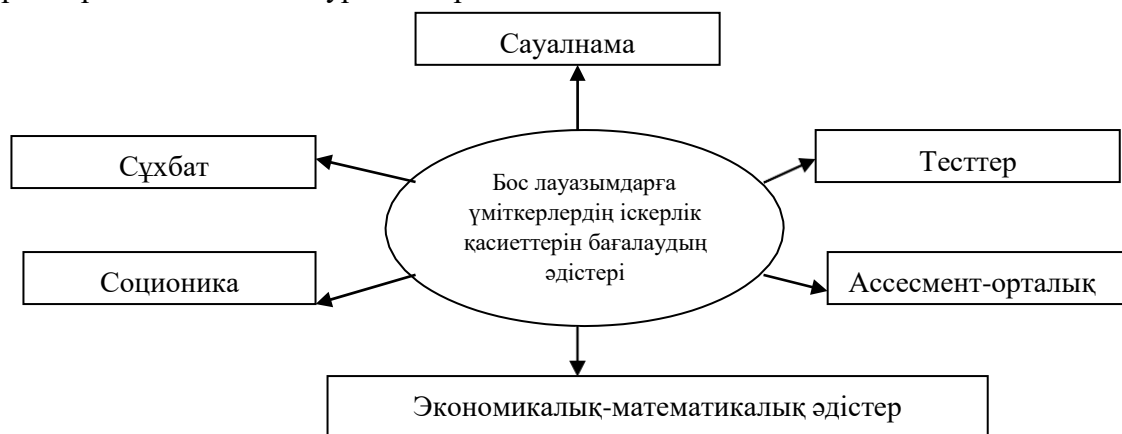 Сауалнама
Сұхбат
Тесттер
Бос лауазымдарға
үміткерлердің іскерлік
қасиеттерін бағалаудың
әдістері
Соционика
Ассесмент-орталық
Экономикалық-математикалық әдістер